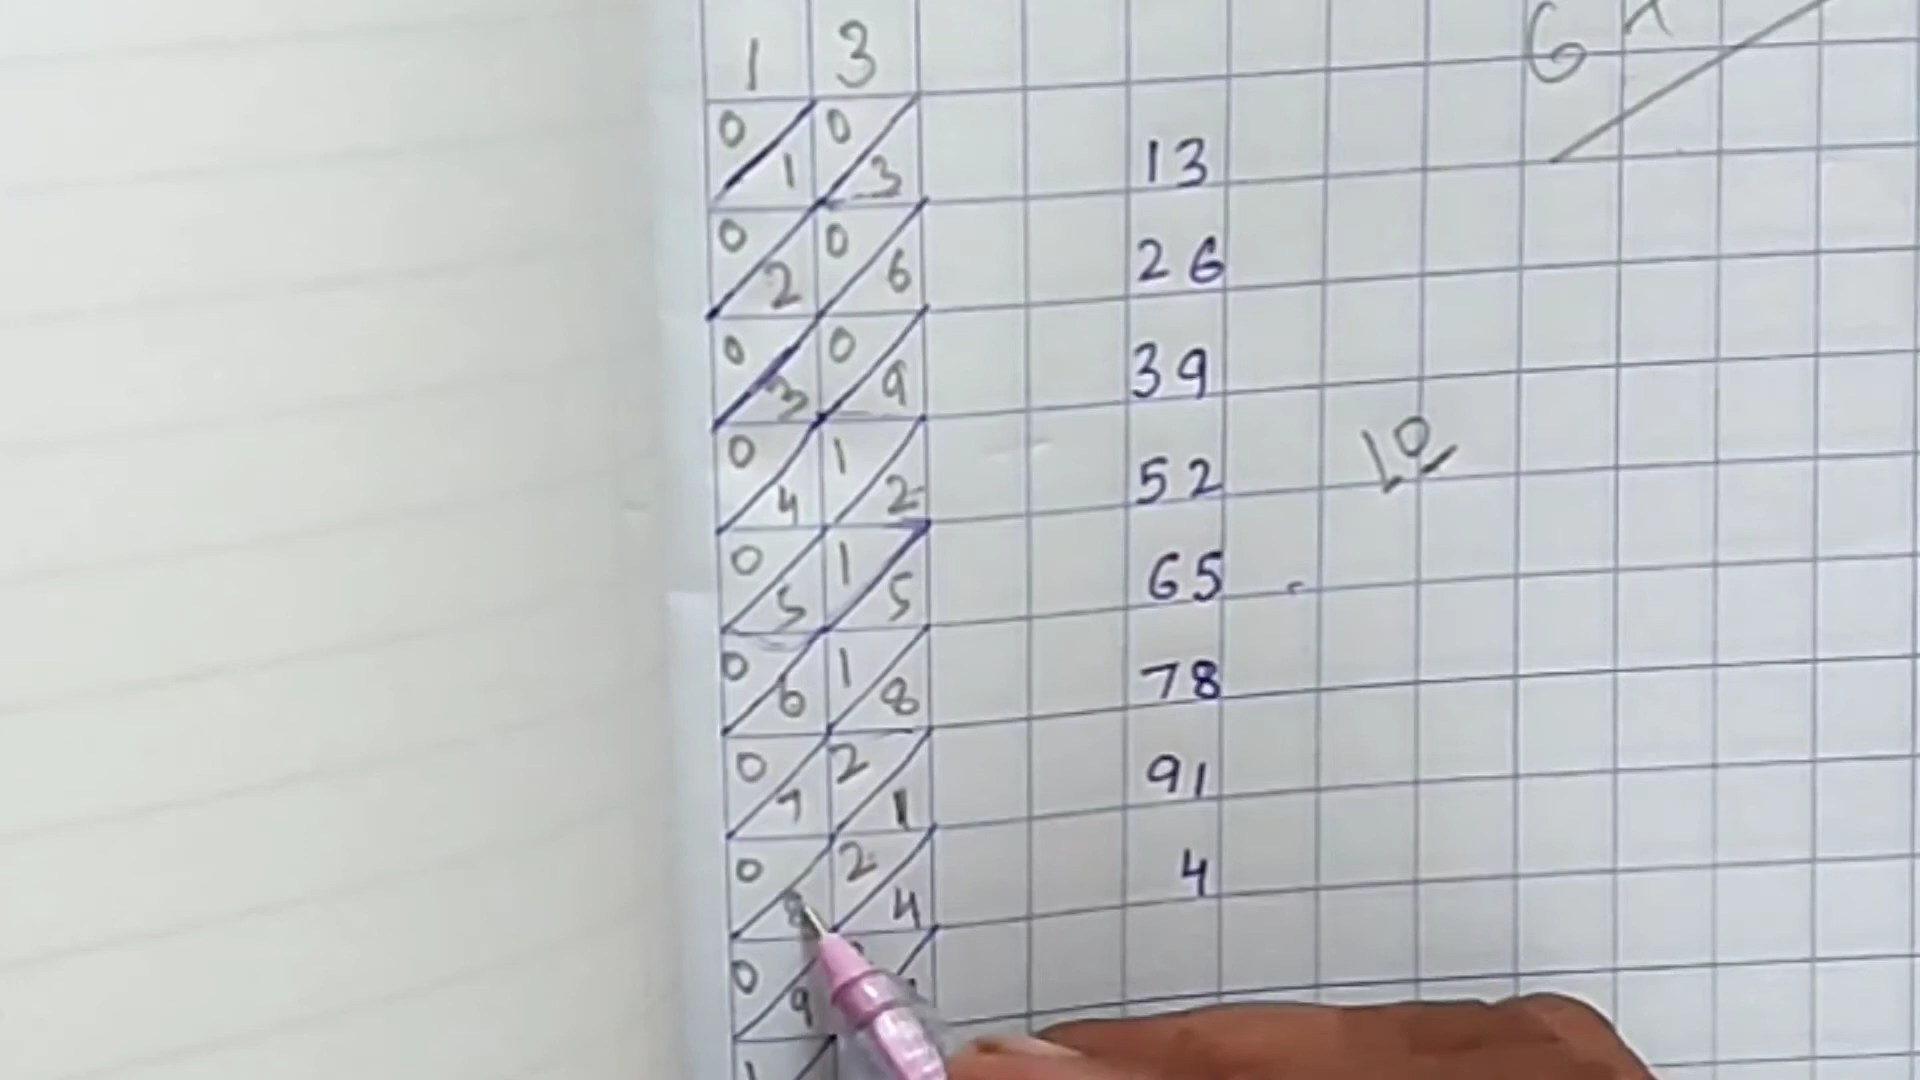 1 3 6 x
0 1 0 3 13
0 2 0 6 26
0 3 0 9 39
0 4 1 2 52 10
0 5 1 5 65
0 6 1 8 78
0 7 2 1 91
0 8 2 4 4
0 9
1